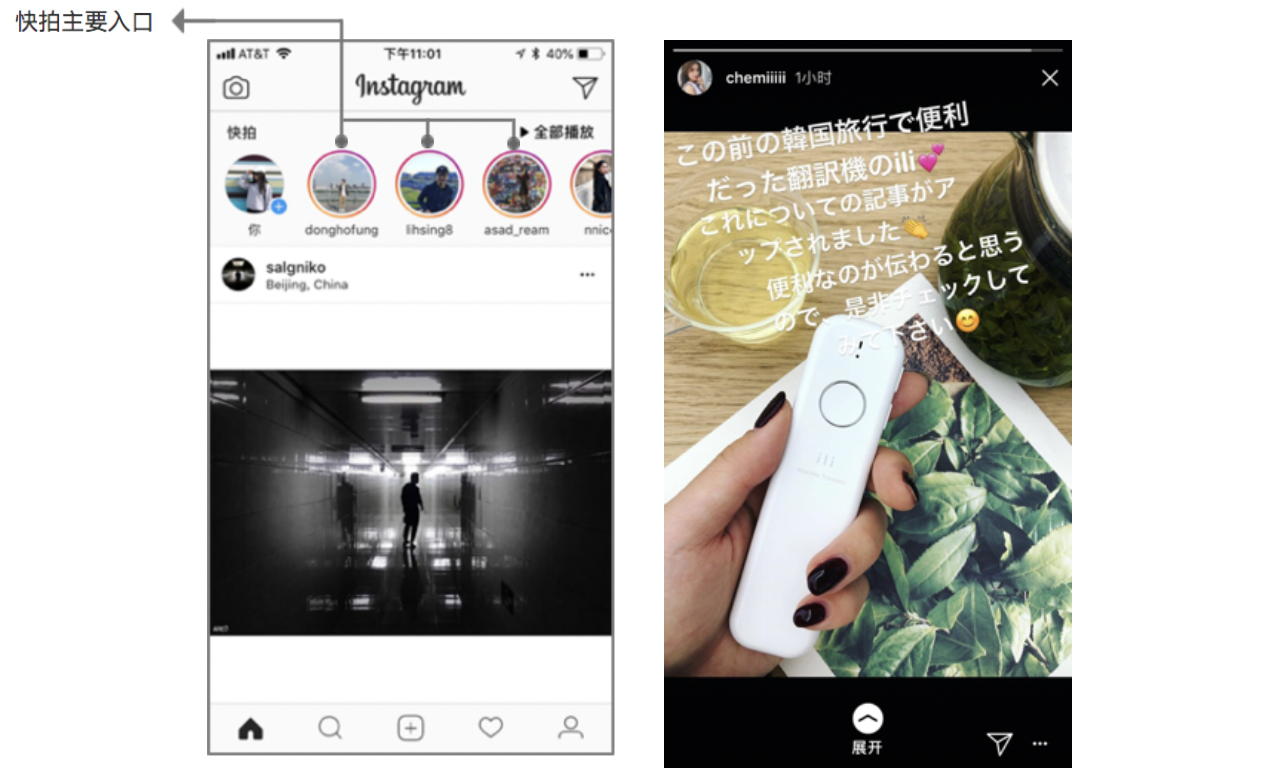 快拍主要入口
AT&T 下午11:01 40%
Instagram
快拍 全部播放
你 donghofung lihsing8 asad_ream nnic
salgniko
Beijing, China
chemiiiii 1小时
この前の韓国旅行で便利
だった翻訳機のili💕
これについての記事がア
ップされました👏
便利なのが伝わると思う
ので、是非チェックして
みて下さい😊
ili
展开